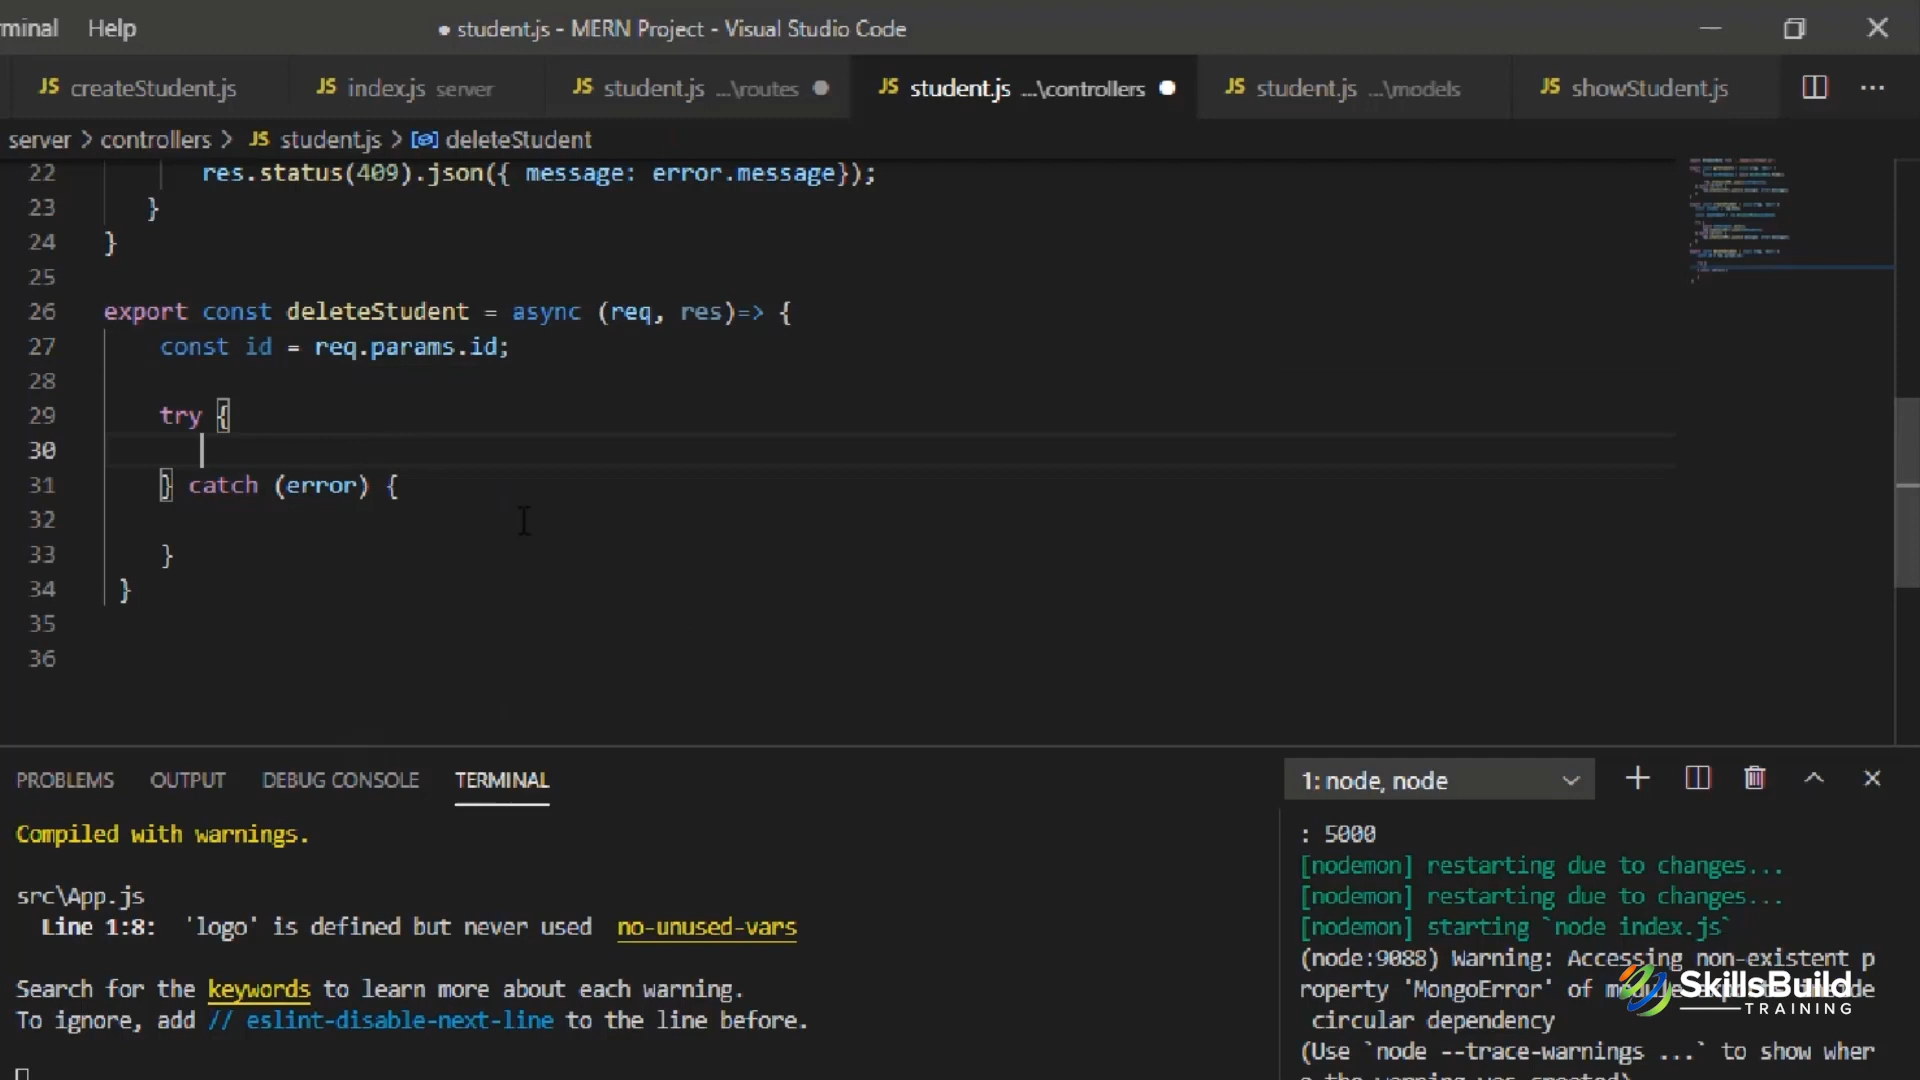 rminal Help ● student.js - MERN Project - Visual Studio Code
JS createStudent.js JS index.js server JS student.js ...\routes ● JS student.js ...\controllers ● JS student.js ...\models JS showStudent.js ...
server > controllers > JS student.js > deleteStudent
22 res.status(409).json({ message: error.message});
23 }
24 }
25
26 export const deleteStudent = async (req, res)=> {
27 const id = req.params.id;
28
29 try {
30
31 } catch (error) {
32
33 }
34 }
35
36
PROBLEMS OUTPUT DEBUG CONSOLE TERMINAL 1: node, node
Compiled with warnings.
src\App.js
Line 1:8: 'logo' is defined but never used no-unused-vars
Search for the keywords to learn more about each warning.
To ignore, add // eslint-disable-next-line to the line before.
: 5000
[nodemon] restarting due to changes...
[nodemon] restarting due to changes...
[nodemon] starting `node index.js`
(node:9088) Warning: Accessing non-existent p
roperty 'MongoError' of module exports inside
circular dependency
(Use `node --trace-warnings ...` to show wher
e the warning was created)
SkillsBuild
TRAINING